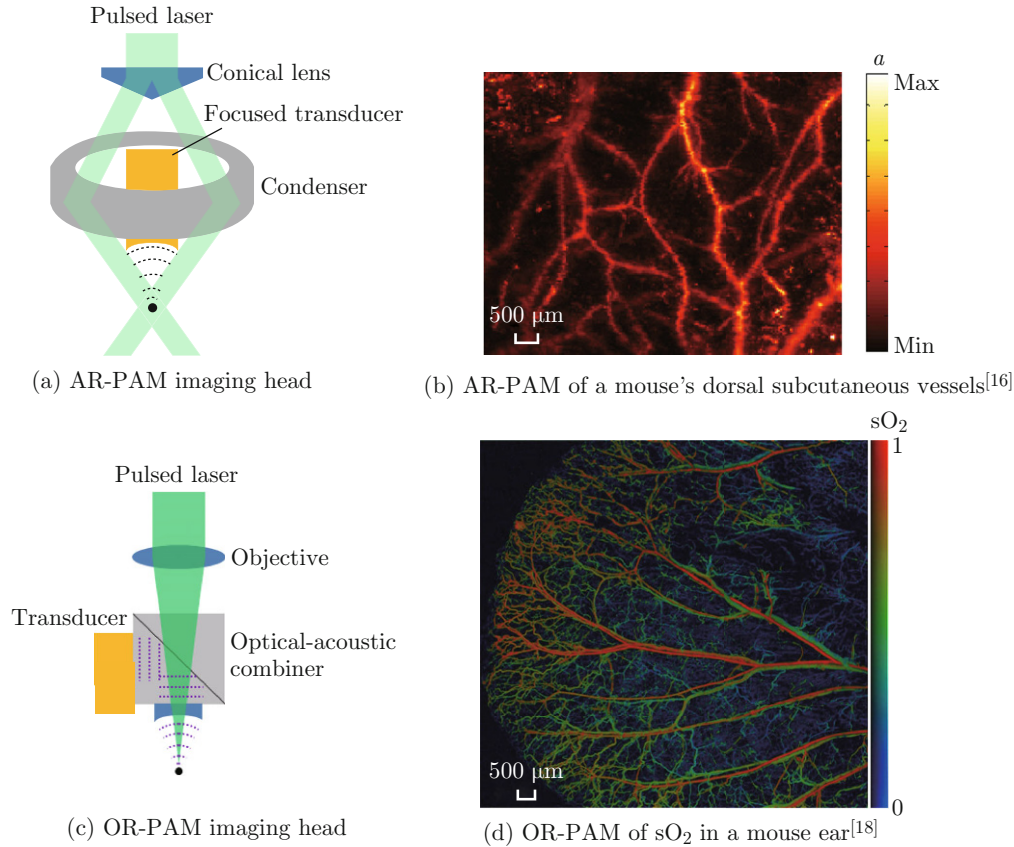 Pulsed laser
Conical lens
Focused transducer
Condenser
(a) AR-PAM imaging head
a
Max
Min
500 μm
(b) AR-PAM of a mouse's dorsal subcutaneous vessels[16]
Pulsed laser
Objective
Transducer
Optical-acoustic
combiner
(c) OR-PAM imaging head
sO2
1
0
500 μm
(d) OR-PAM of sO2 in a mouse ear[18]